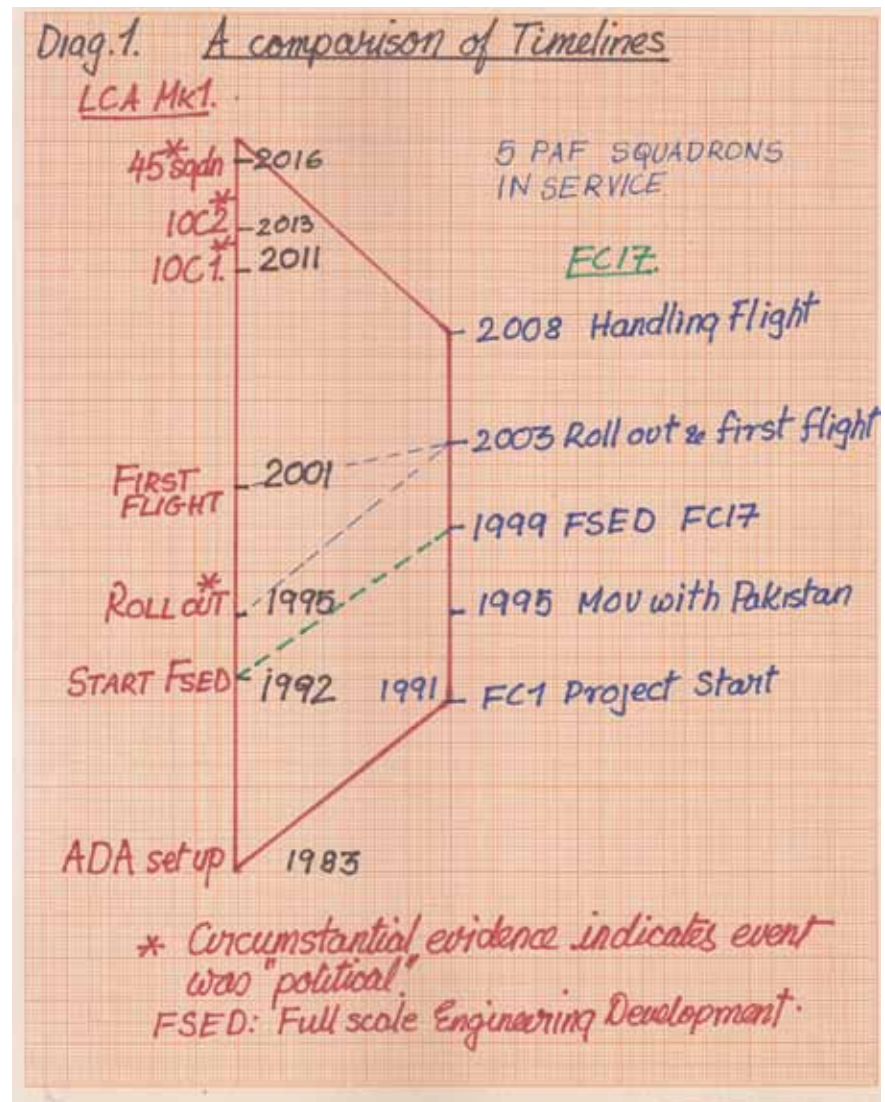 Diag.1. A comparison of Timelines
LCA MK1.
45*sqdn 2016
5 PAF SQUADRONS
IN SERVICE
IOC2* 2013
IOC1.* 2011
FC17.
2008 Handling Flight
2003 Roll out & first flight
FIRST
FLIGHT
2001
1999 FSED FC17
ROLL OUT* 1995
1995 MOU with Pakistan
START FSED 1992
1991 FC1 Project Start
ADA set up 1983
* Circumstantial evidence indicates event
was "political".
FSED: Full scale Engineering Development.